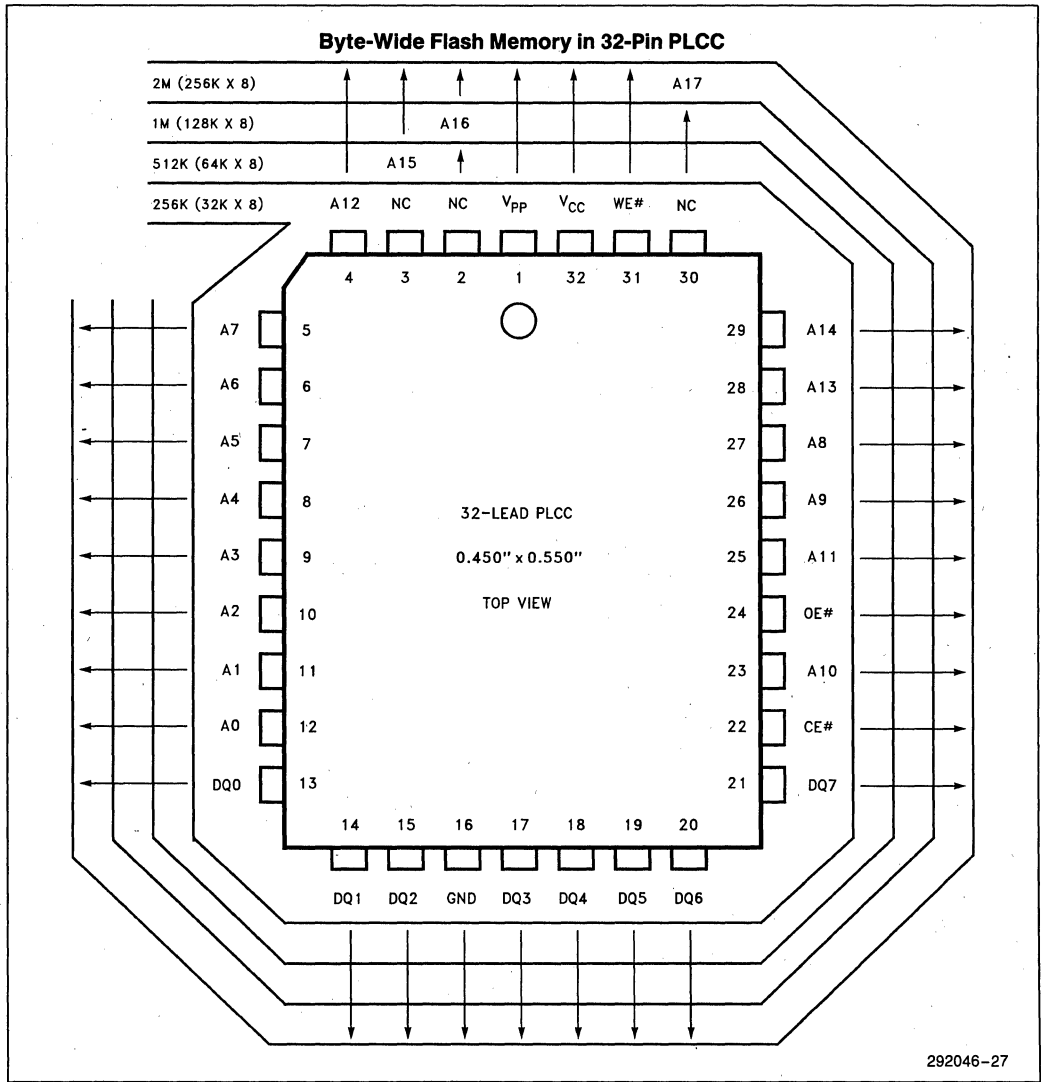 Byte-Wide Flash Memory in 32-Pin PLCC
2M (256K X 8) A17
1M (128K X 8) A16
512K (64K X 8) A15
256K (32K X 8) A12 NC NC VPP VCC WE# NC
4 3 2 1 32 31 30
A7 5 29 A14
A6 6 28 A13
A5 7 27 A8
A4 8 26 A9
32-LEAD PLCC
A3 9 0.450" x 0.550" 25 A11
TOP VIEW
A2 10 24 OE#
A1 11 23 A10
A0 12 22 CE#
DQ0 13 21 DQ7
14 15 16 17 18 19 20
DQ1 DQ2 GND DQ3 DQ4 DQ5 DQ6
292046-27